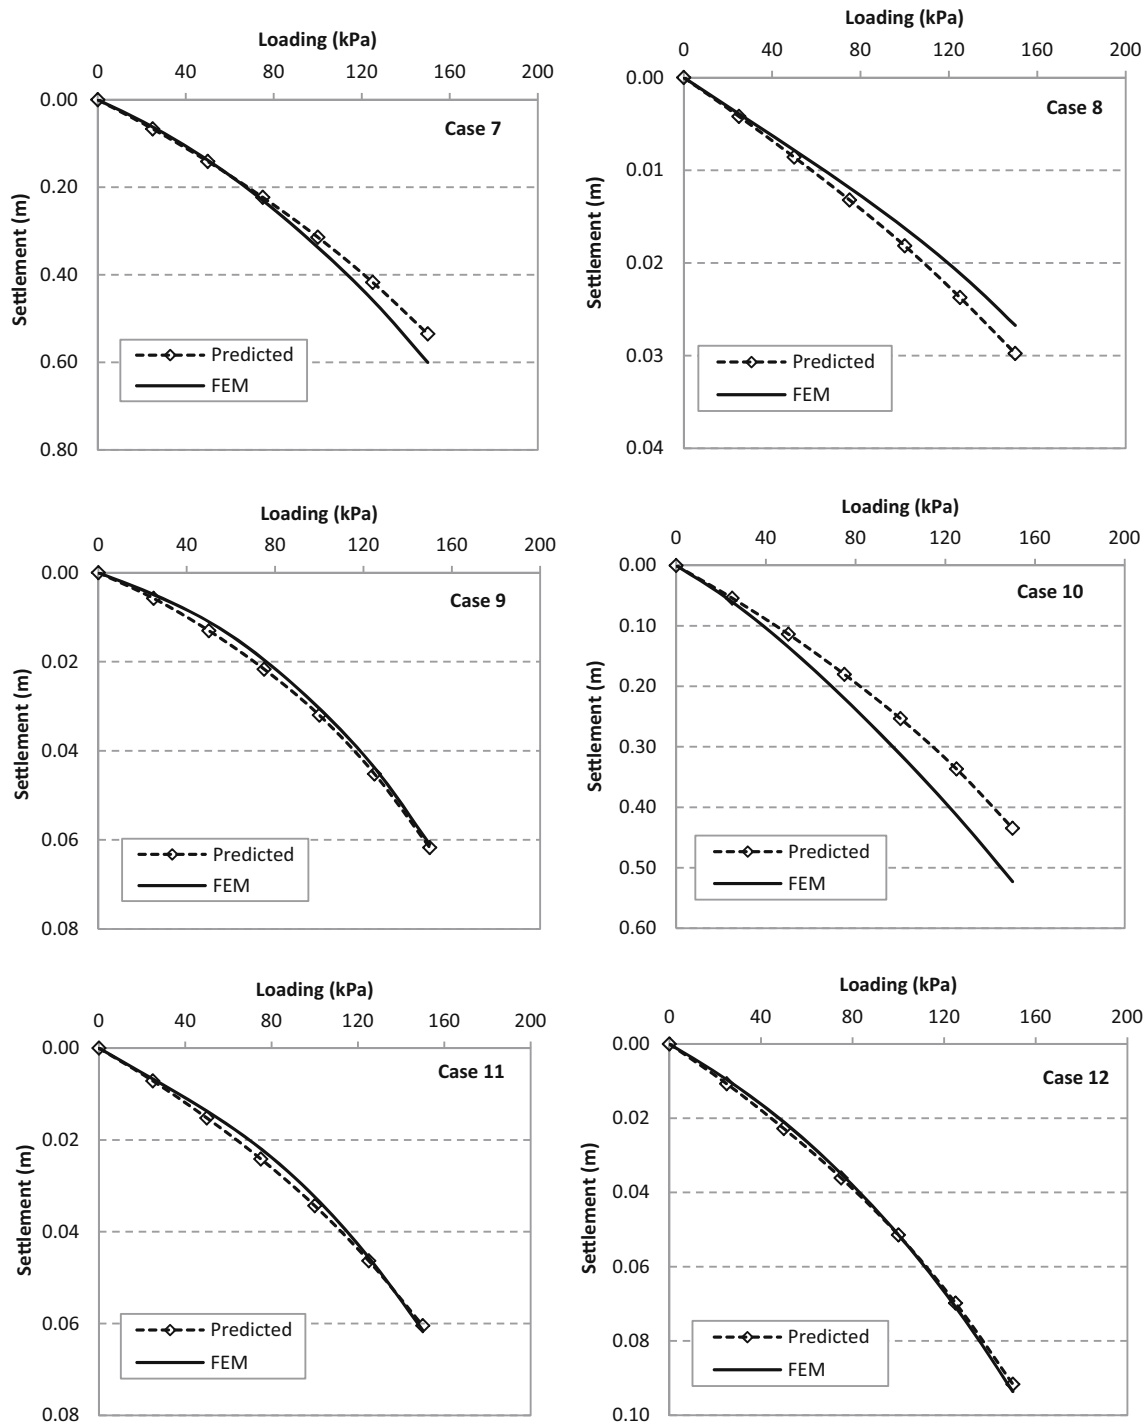 Loading (kPa)
0 40 80 120 160 200
0.00
0.20
0.40
0.60
0.80
Settlement (m)
Case 7
Predicted
FEM
Loading (kPa)
0 40 80 120 160 200
0.00
0.01
0.02
0.03
0.04
Settlement (m)
Case 8
Predicted
FEM
Loading (kPa)
0 40 80 120 160 200
0.00
0.02
0.04
0.06
0.08
Settlement (m)
Case 9
Predicted
FEM
Loading (kPa)
0 40 80 120 160 200
0.00
0.10
0.20
0.30
0.40
0.50
0.60
Settlement (m)
Case 10
Predicted
FEM
Loading (kPa)
0 40 80 120 160 200
0.00
0.02
0.04
0.06
0.08
Settlement (m)
Case 11
Predicted
FEM
Loading (kPa)
0 40 80 120 160 200
0.00
0.02
0.04
0.06
0.08
0.10
Settlement (m)
Case 12
Predicted
FEM